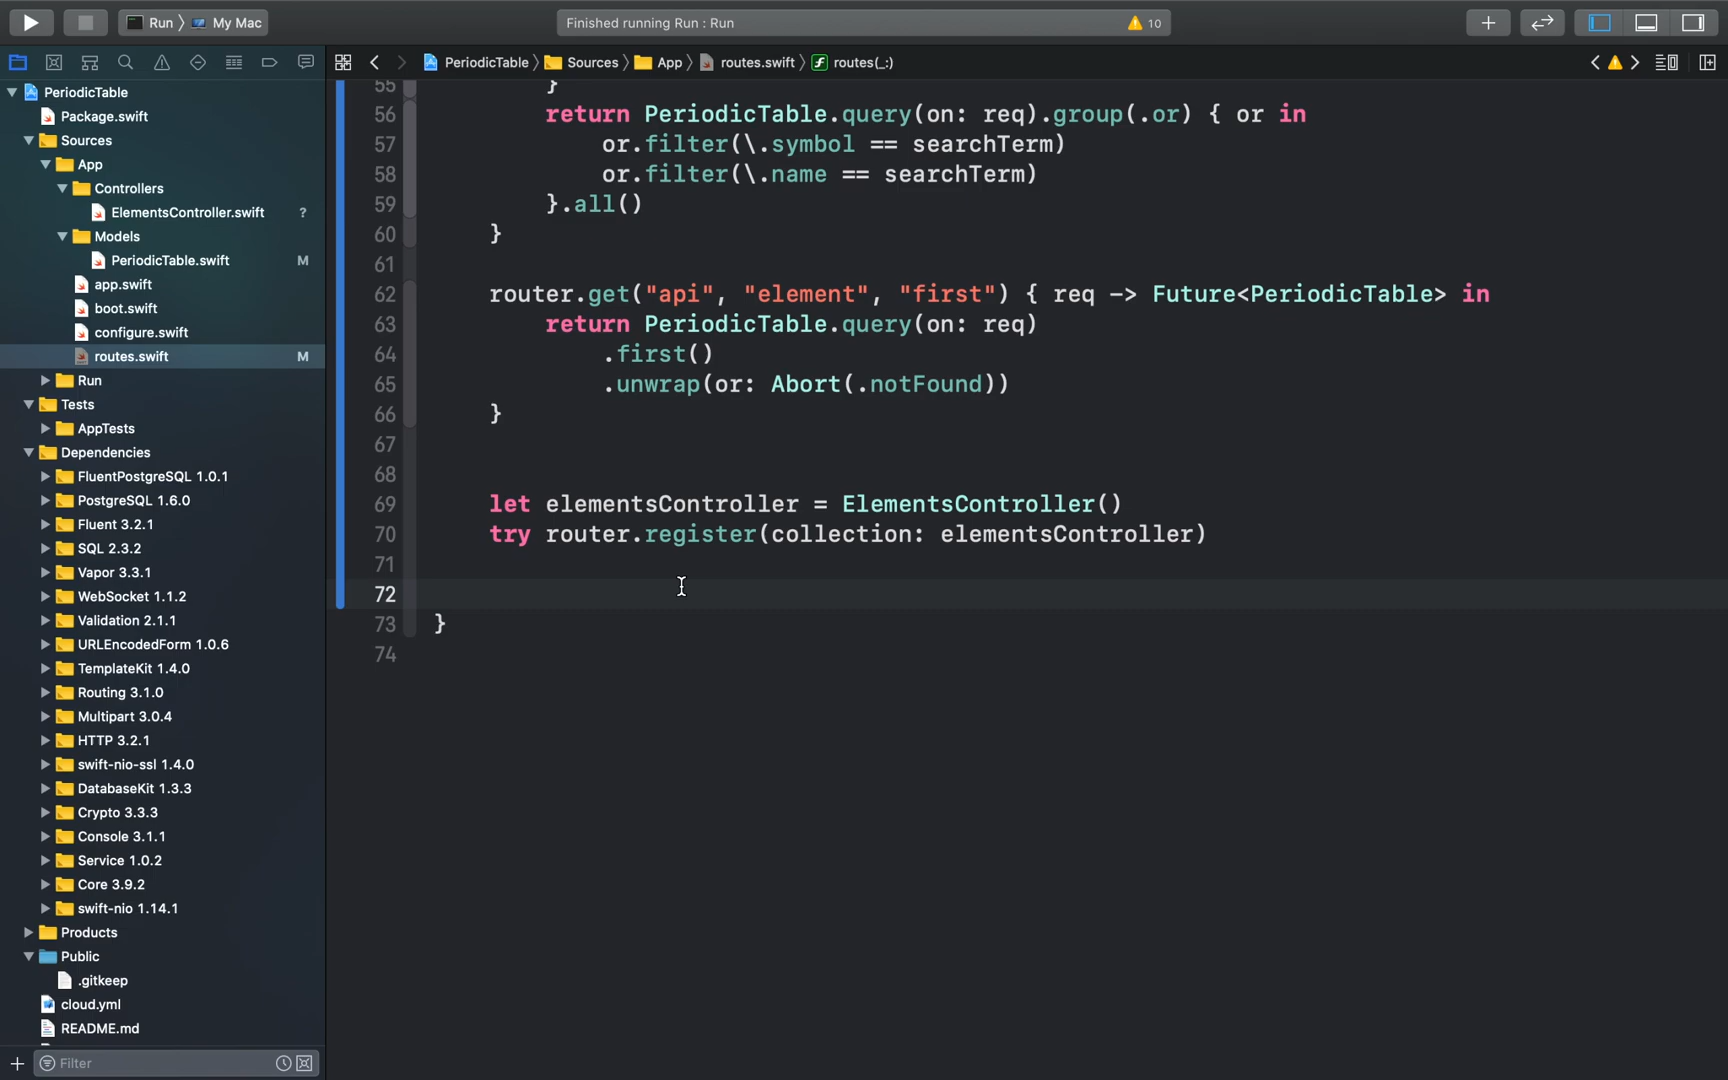 Run 〉 My Mac
Finished running Run : Run
10
PeriodicTable 〉 Sources 〉 App 〉 routes.swift 〉 routes(_:)
PeriodicTable
Package.swift
Sources
App
Controllers
ElementsController.swift ?
Models
PeriodicTable.swift M
app.swift
boot.swift
configure.swift
routes.swift M
Run
Tests
AppTests
Dependencies
FluentPostgreSQL 1.0.1
PostgreSQL 1.6.0
Fluent 3.2.1
SQL 2.3.2
Vapor 3.3.1
WebSocket 1.1.2
Validation 2.1.1
URLEncodedForm 1.0.6
TemplateKit 1.4.0
Routing 3.1.0
Multipart 3.0.4
HTTP 3.2.1
swift-nio-ssl 1.4.0
DatabaseKit 1.3.3
Crypto 3.3.3
Console 3.1.1
Service 1.0.2
Core 3.9.2
swift-nio 1.14.1
Products
Public
.gitkeep
cloud.yml
README.md
Filter
55 }
56 return PeriodicTable.query(on: req).group(.or) { or in
57 or.filter(\.symbol == searchTerm)
58 or.filter(\.name == searchTerm)
59 }.all()
60 }
61
62 router.get("api", "element", "first") { req -> Future<PeriodicTable> in
63 return PeriodicTable.query(on: req)
64 .first()
65 .unwrap(or: Abort(.notFound))
66 }
67
68
69 let elementsController = ElementsController()
70 try router.register(collection: elementsController)
71
72
73 }
74